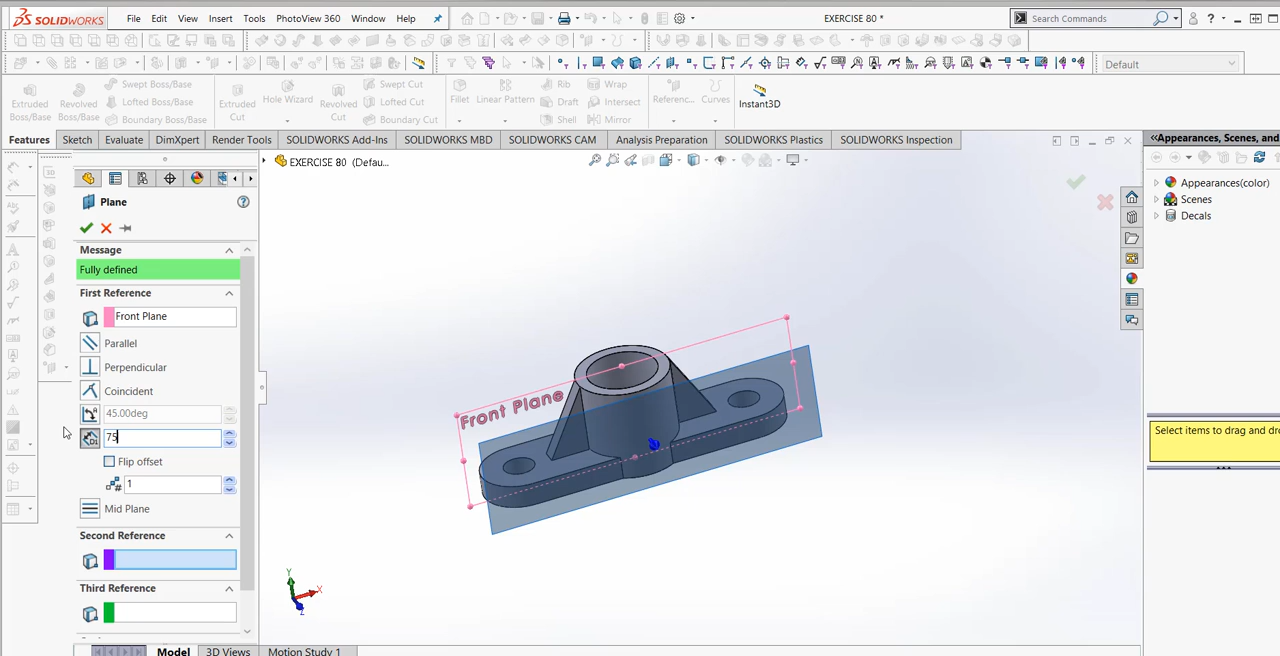 SOLIDWORKS File Edit View Insert Tools PhotoView 360 Window Help EXERCISE 80 * Search Commands ?
Default
Extruded Boss/Base
Revolved Boss/Base
Swept Boss/Base
Lofted Boss/Base
Boundary Boss/Base
Extruded Cut
Hole Wizard
Revolved Cut
Swept Cut
Lofted Cut
Boundary Cut
Fillet
Linear Pattern
Rib
Draft
Shell
Wrap
Intersect
Mirror
Referenc...
Curves
Instant3D
Features Sketch Evaluate DimXpert Render Tools SOLIDWORKS Add-Ins SOLIDWORKS MBD SOLIDWORKS CAM Analysis Preparation SOLIDWORKS Plastics SOLIDWORKS Inspection
<<Appearances, Scenes, and
EXERCISE 80 (Defau...
Plane
Message
Fully defined
First Reference
Front Plane
Parallel
Perpendicular
Coincident
45.00deg
75
Flip offset
1
Mid Plane
Second Reference
Third Reference
Front Plane
Y
X
Z
Appearances(color)
Scenes
Decals
Select items to drag and dro
Model 3D Views Motion Study 1